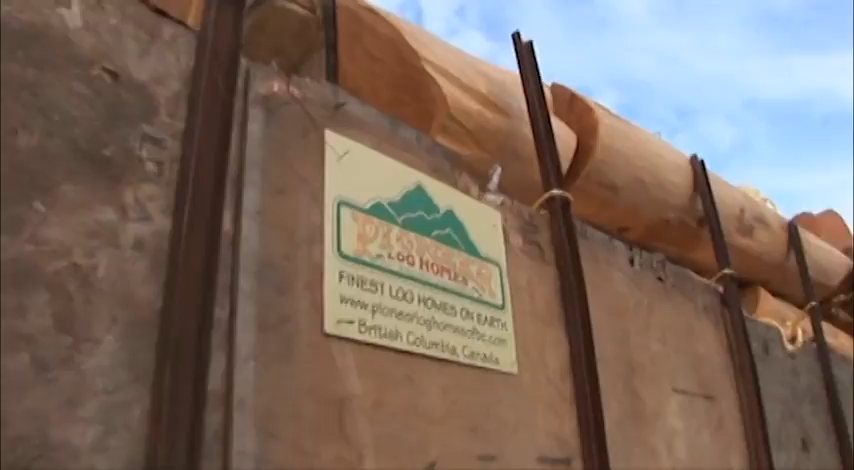 PIONEER
LOG HOMES
FINEST LOG HOMES ON EARTH
www.pioneerloghomesofbc.com
British Columbia, Canada